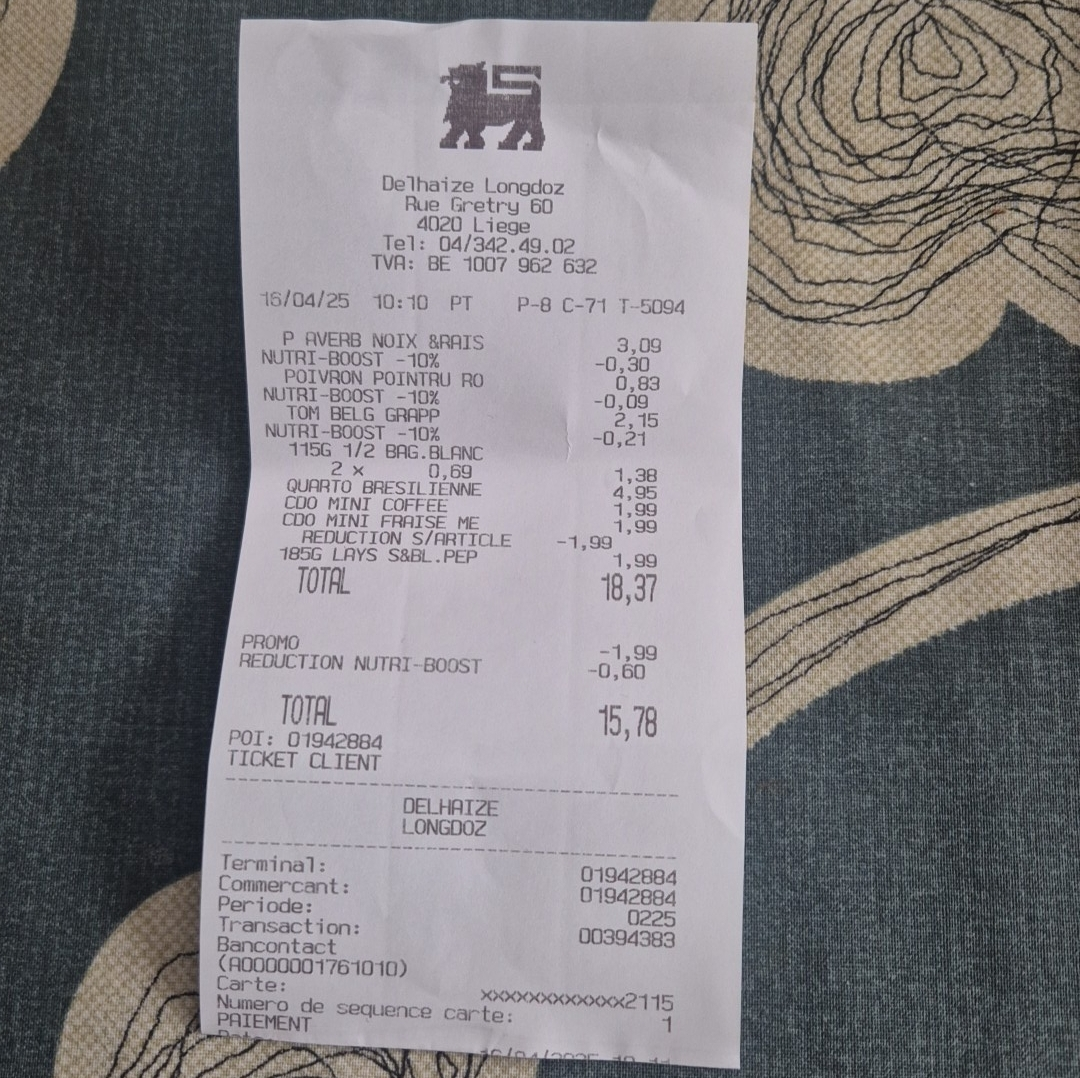 Delhaize Longdoz
Rue Gretry 60
4020 Liege
Tel: 04/342.49.02
TVA: BE 1007 962 632
16/04/25 10:10 PT P-8 C-71 T-5094
P AVERB NOIX &RAIS 3,09
NUTRI-BOOST -10% -0,30
POIVRON POINTRU RO 0,83
NUTRI-BOOST -10% -0,09
TOM BELG GRAPP 2,15
NUTRI-BOOST -10% -0,21
115G 1/2 BAG.BLANC
2 x 0,69 1,38
QUARTO BRESILIENNE 4,95
CDO MINI COFFEE 1,99
CDO MINI FRAISE ME 1,99
REDUCTION S/ARTICLE -1,99
185G LAYS S&BL.PEP 1,99
TOTAL 18,37
PROMO -1,99
REDUCTION NUTRI-BOOST -0,60
TOTAL 15,78
POI: 01942884
TICKET CLIENT
DELHAIZE
LONGDOZ
Terminal: 01942884
Commercant: 01942884
Periode: 0225
Transaction: 00394383
Bancontact
(A0000001761010)
Carte: xxxxxxxxxxxxx2115
Numero de sequence carte: 1
PAIEMENT